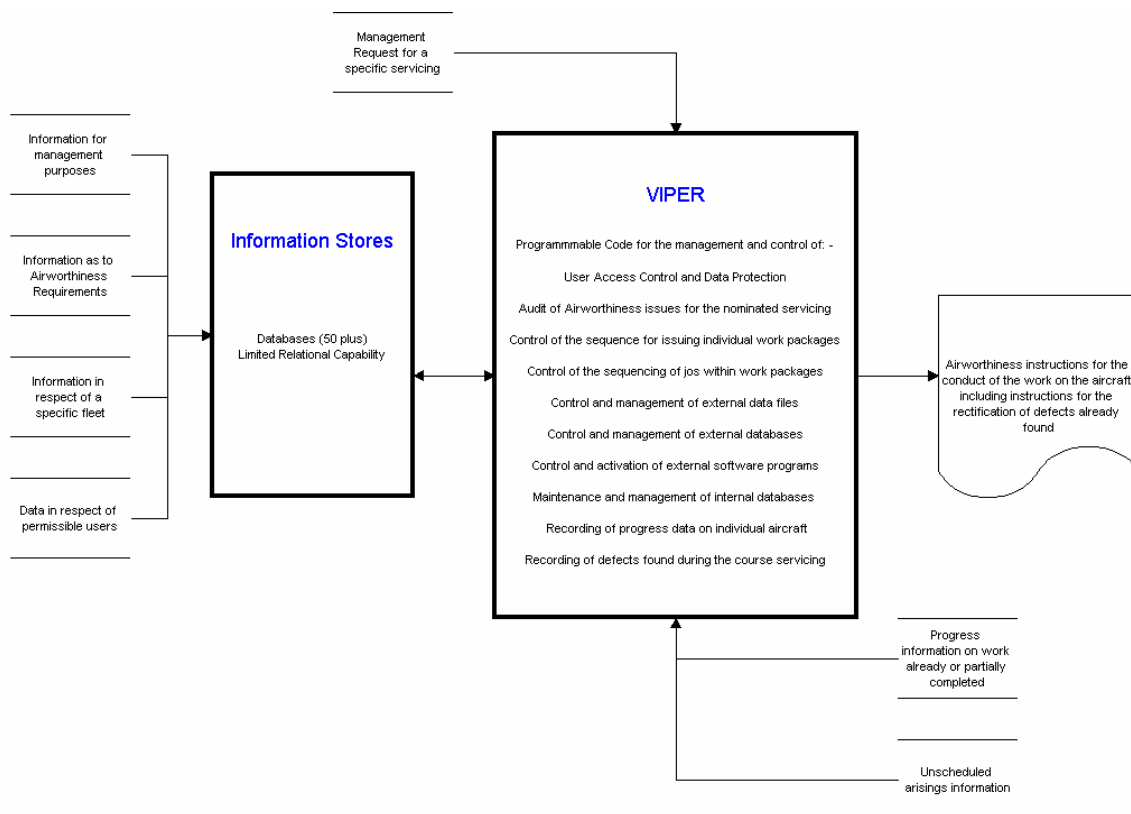 Management
Request for a
specific servicing
Information for
management
purposes
Information as to
Airworthiness
Requirements
Information in
respect of a
specific fleet
Data in respect of
permissible users
Information Stores
Databases (50 plus)
Limited Relational Capability
VIPER
Programmmable Code for the management and control of: -
User Access Control and Data Protection
Audit of Airworthiness issues for the nominated servicing
Control of the sequence for issuing individual work packages
Control of the sequencing of jos within work packages
Control and management of external data files
Control and management of external databases
Control and activation of external software programs
Maintenance and management of internal databases
Recording of progress data on individual aircraft
Recording of defects found during the course servicing
Airworthiness instructions for the
conduct of the work on the aircraft
including instructions for the
rectification of defects already
found
Progress
information on work
already or partially
completed
Unscheduled
arisings information